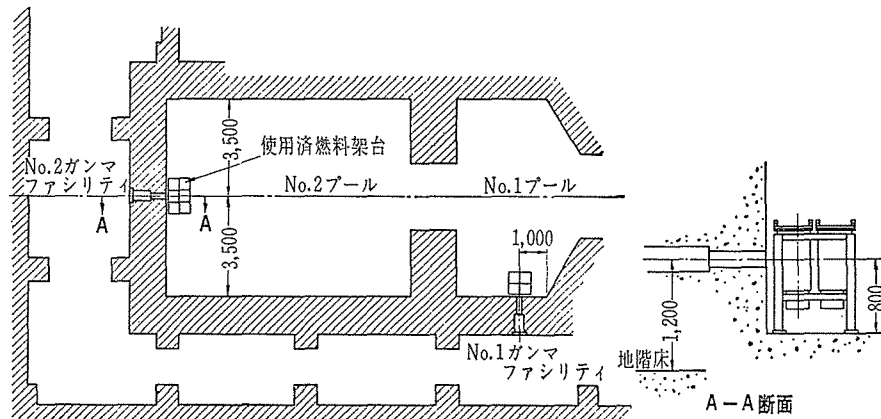 3,500
使用済燃料架台
No.2ガンマ
ファシリティ
No.2プール
No.1プール
A
A
3,500
1,000
No.1ガンマ
ファシリティ
1,200
800
地階床
A-A断面